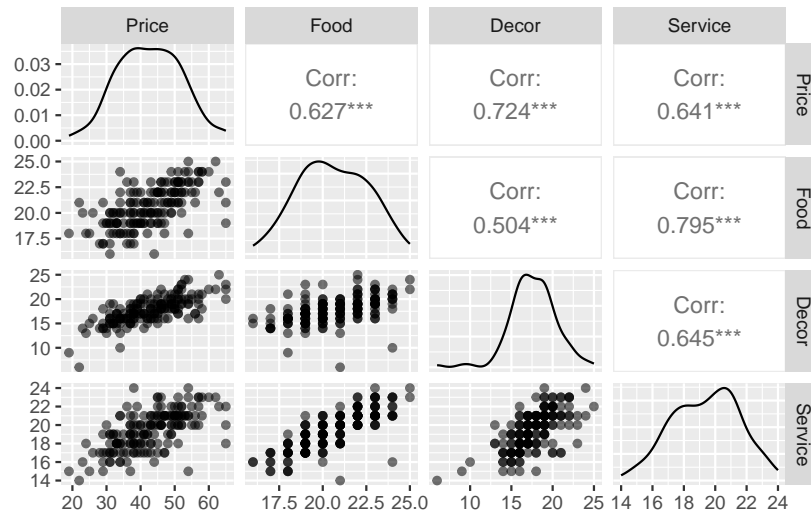 Price Food Decor Service
0.03
0.02
0.01
0.00
Corr:
0.627***
Corr:
0.724***
Corr:
0.641***
Price
25.0
22.5
20.0
17.5
Corr:
0.504***
Corr:
0.795***
Food
25
20
15
10
Corr:
0.645***
Decor
24
22
20
18
16
14
Service
20 30 40 50 60
17.5 20.0 22.5 25.0
10 15 20 25
14 16 18 20 22 24